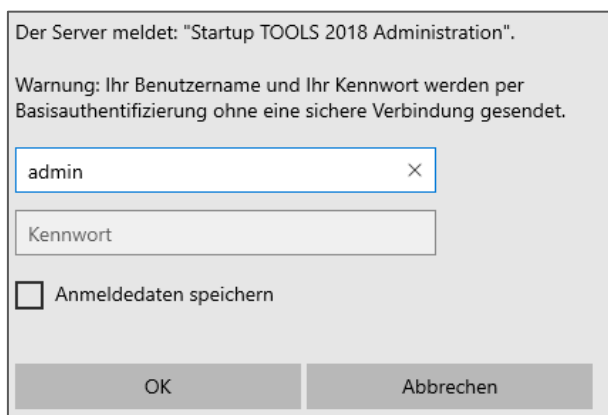 Der Server meldet: "Startup TOOLS 2018 Administration".
Warnung: Ihr Benutzername und Ihr Kennwort werden per
Basisauthentifizierung ohne eine sichere Verbindung gesendet.
admin
Kennwort
Anmeldedaten speichern
OK Abbrechen